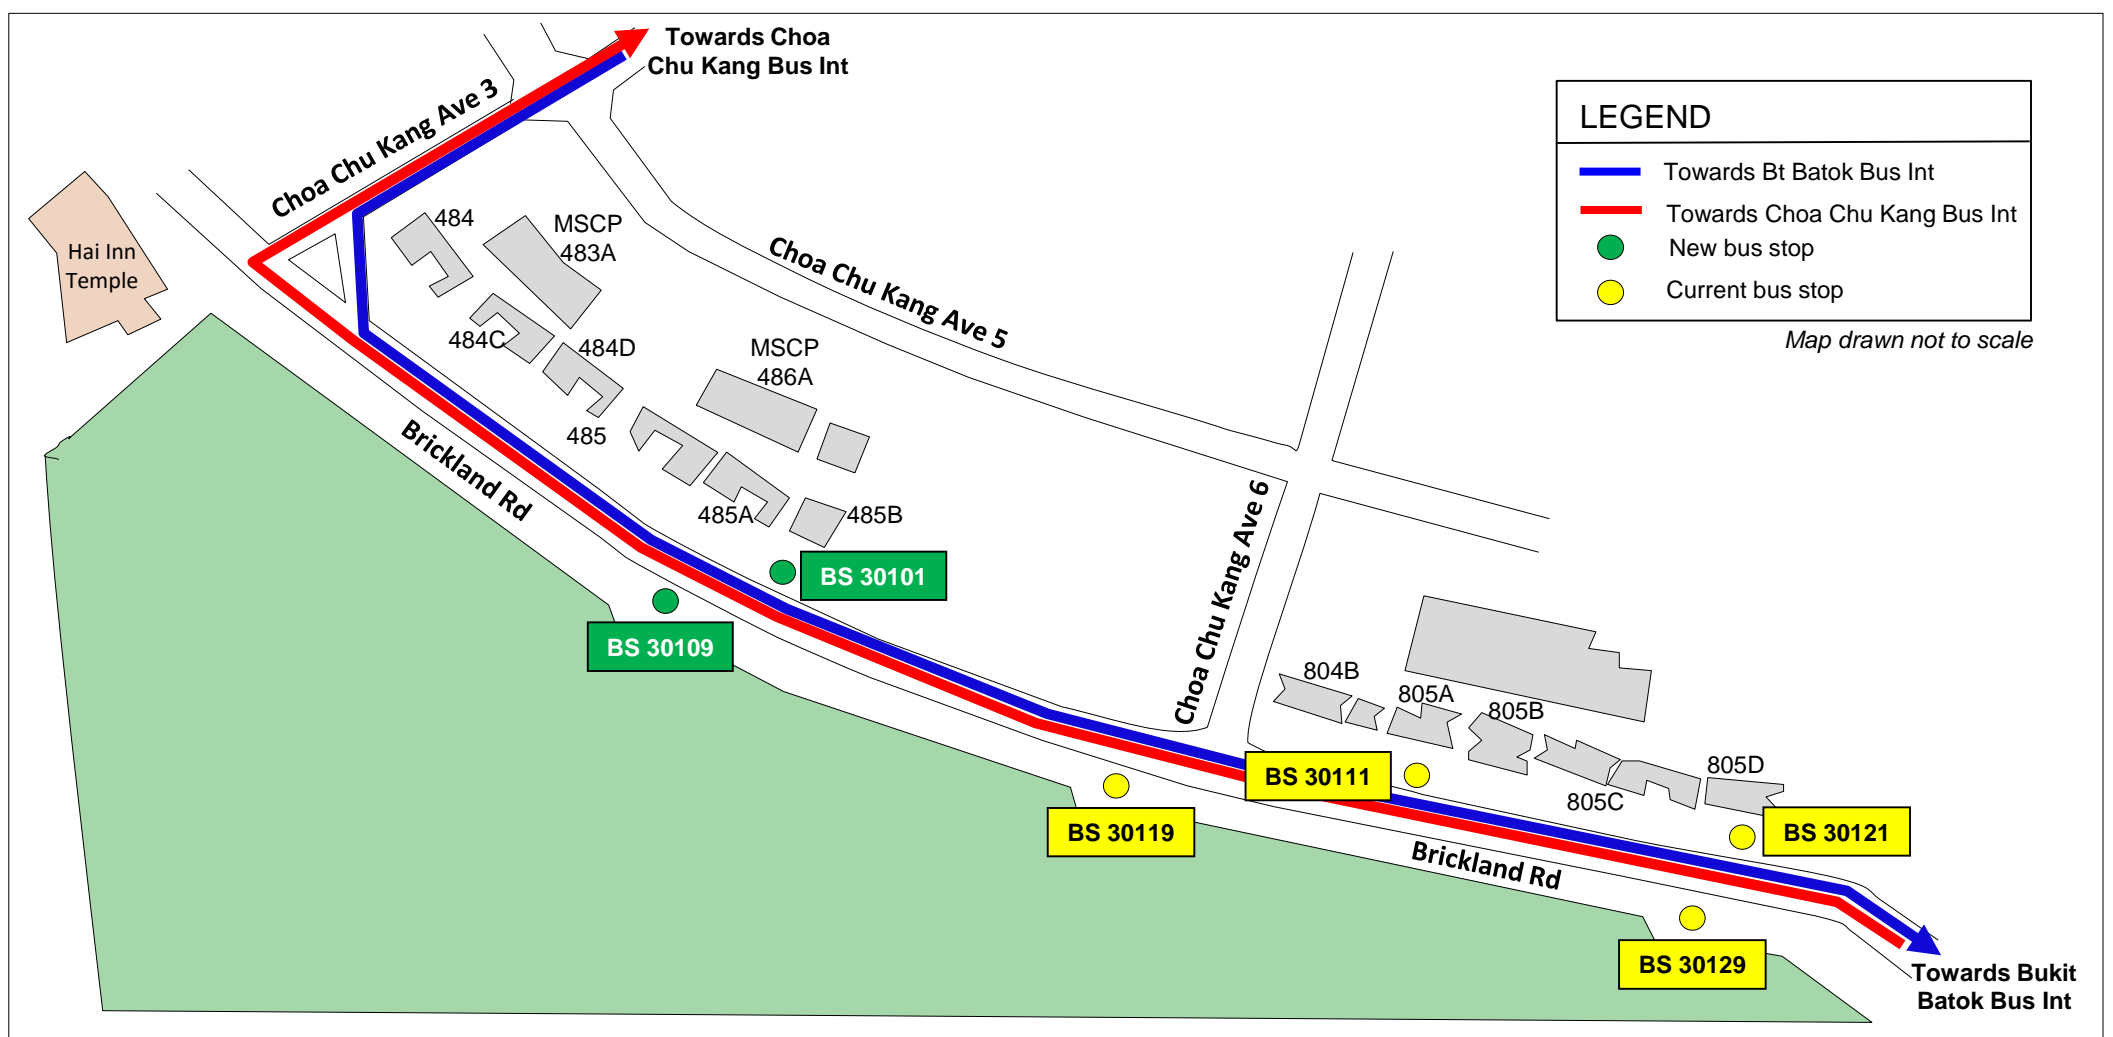 Towards Choa
Chu Kang Bus Int
Choa Chu Kang Ave 3
LEGEND
Towards Bt Batok Bus Int
Towards Choa Chu Kang Bus Int
New bus stop
Current bus stop
Map drawn not to scale
Hai Inn
Temple
484
MSCP
483A
484C
484D
MSCP
486A
485
485A
485B
Choa Chu Kang Ave 5
Brickland Rd
Choa Chu Kang Ave 6
BS 30101
BS 30109
804B
805A
805B
805C
805D
BS 30111
BS 30119
BS 30121
Brickland Rd
BS 30129
Towards Bukit
Batok Bus Int